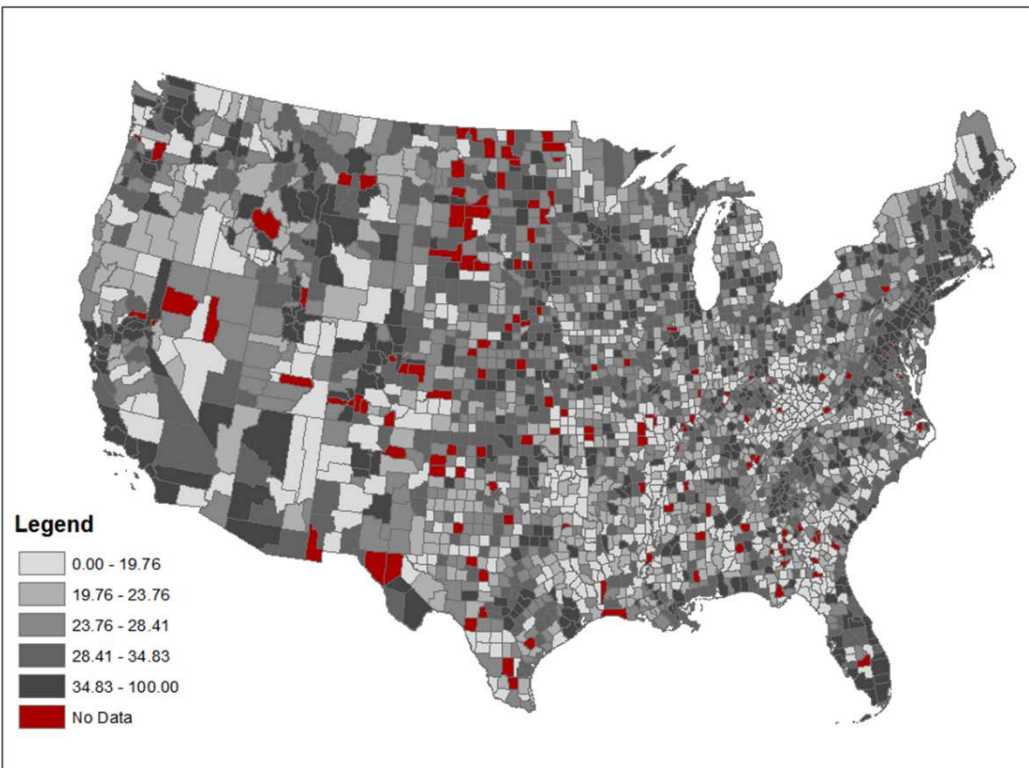 Legend
0.00 - 19.76
19.76 - 23.76
23.76 - 28.41
28.41 - 34.83
34.83 - 100.00
No Data